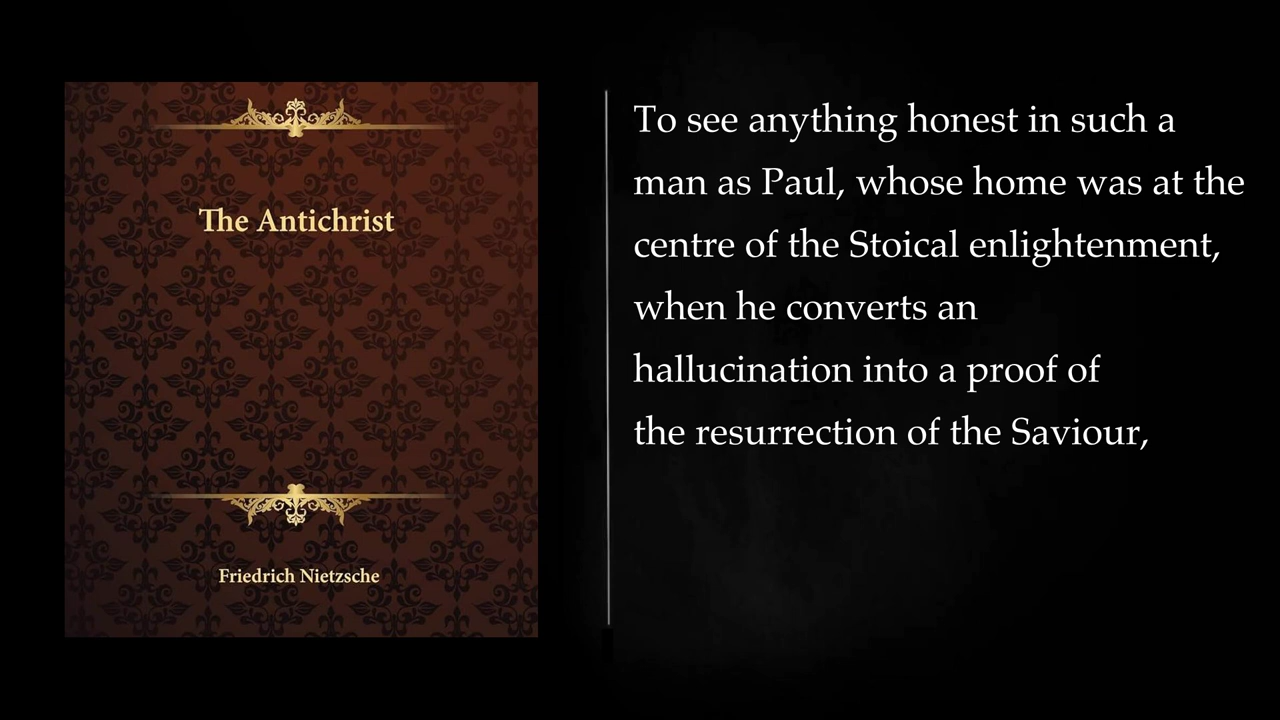 The Antichrist
Friedrich Nietzsche
To see anything honest in such a
man as Paul, whose home was at the
centre of the Stoical enlightenment,
when he converts an
hallucination into a proof of
the resurrection of the Saviour,